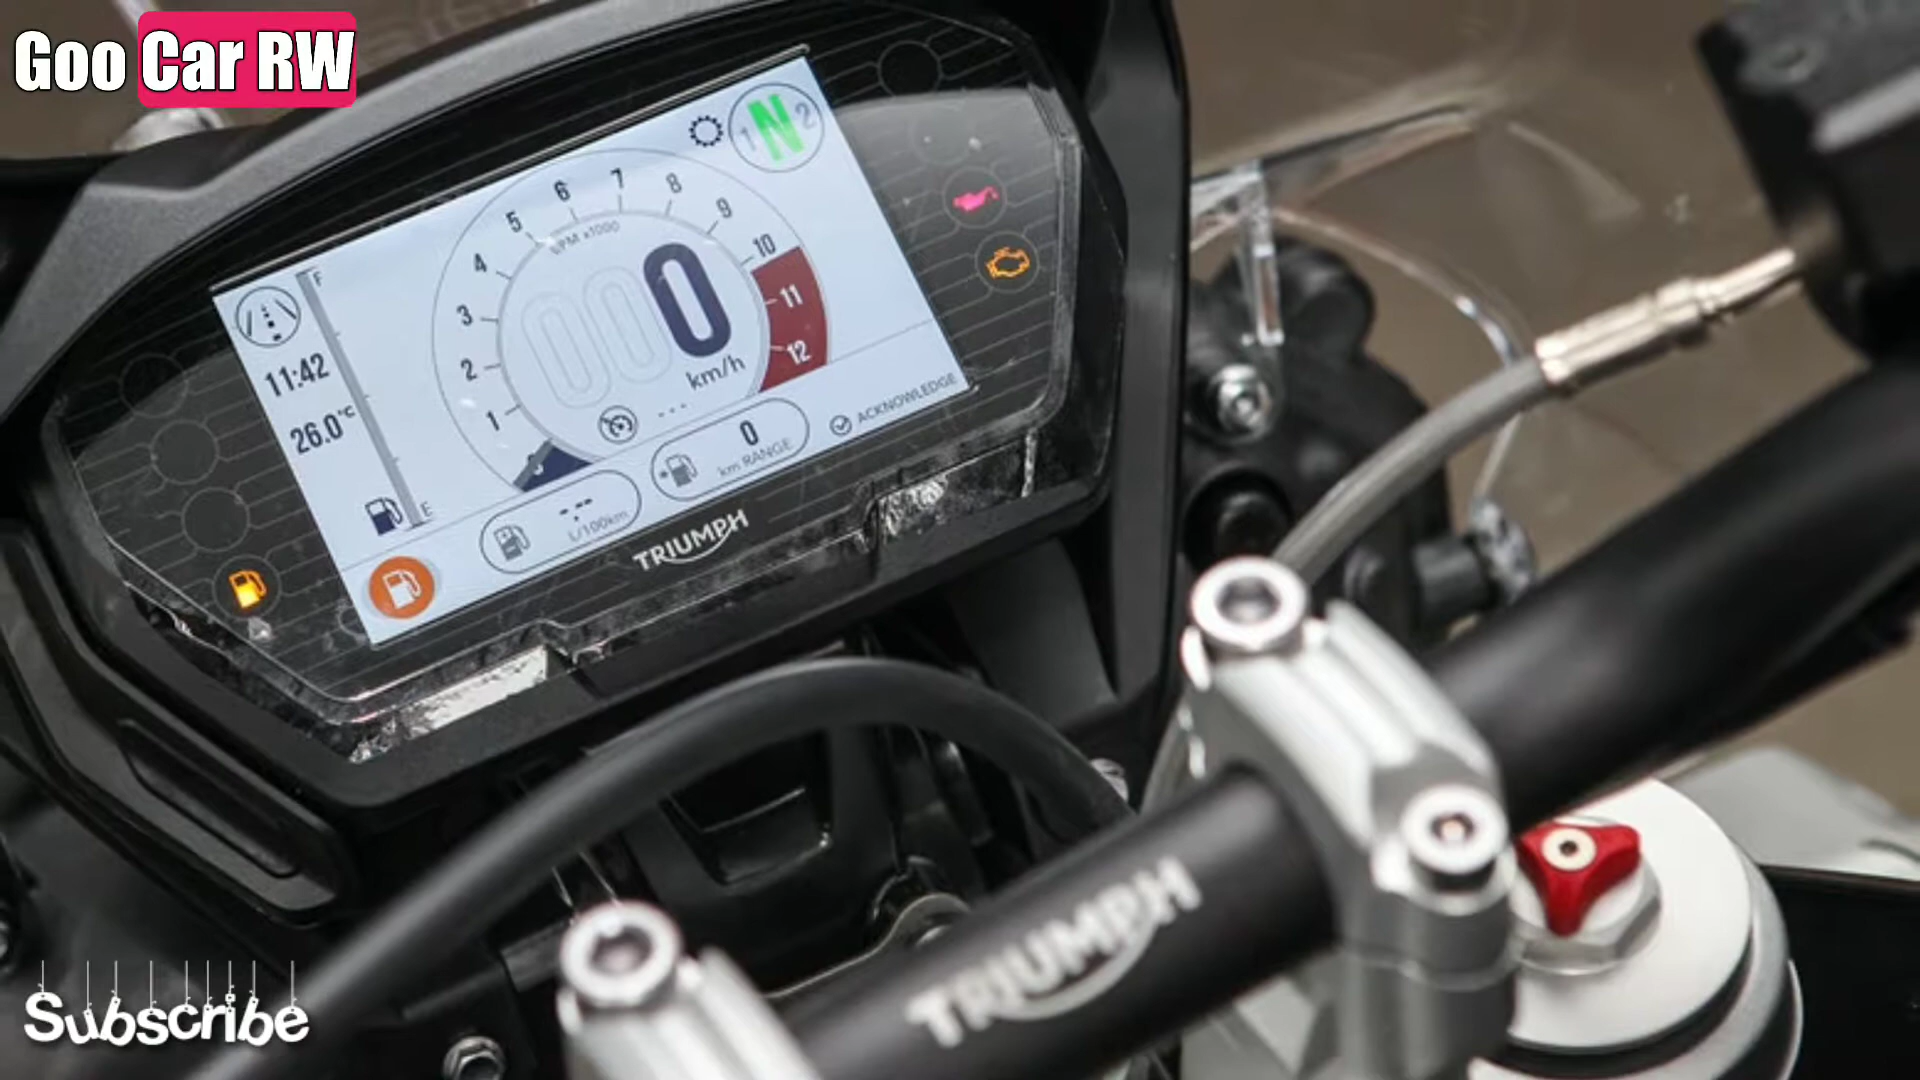 Goo Car RW
1 N 2
7
6
8
5
9
RPM x1000
4
10
F
0
3
11
11:42
2
12
km/h
26.0°C
1
---
0
ACKNOWLEDGE
km RANGE
-.-
E
L/100km
TRIUMPH
TRIUMPH
Subscribe